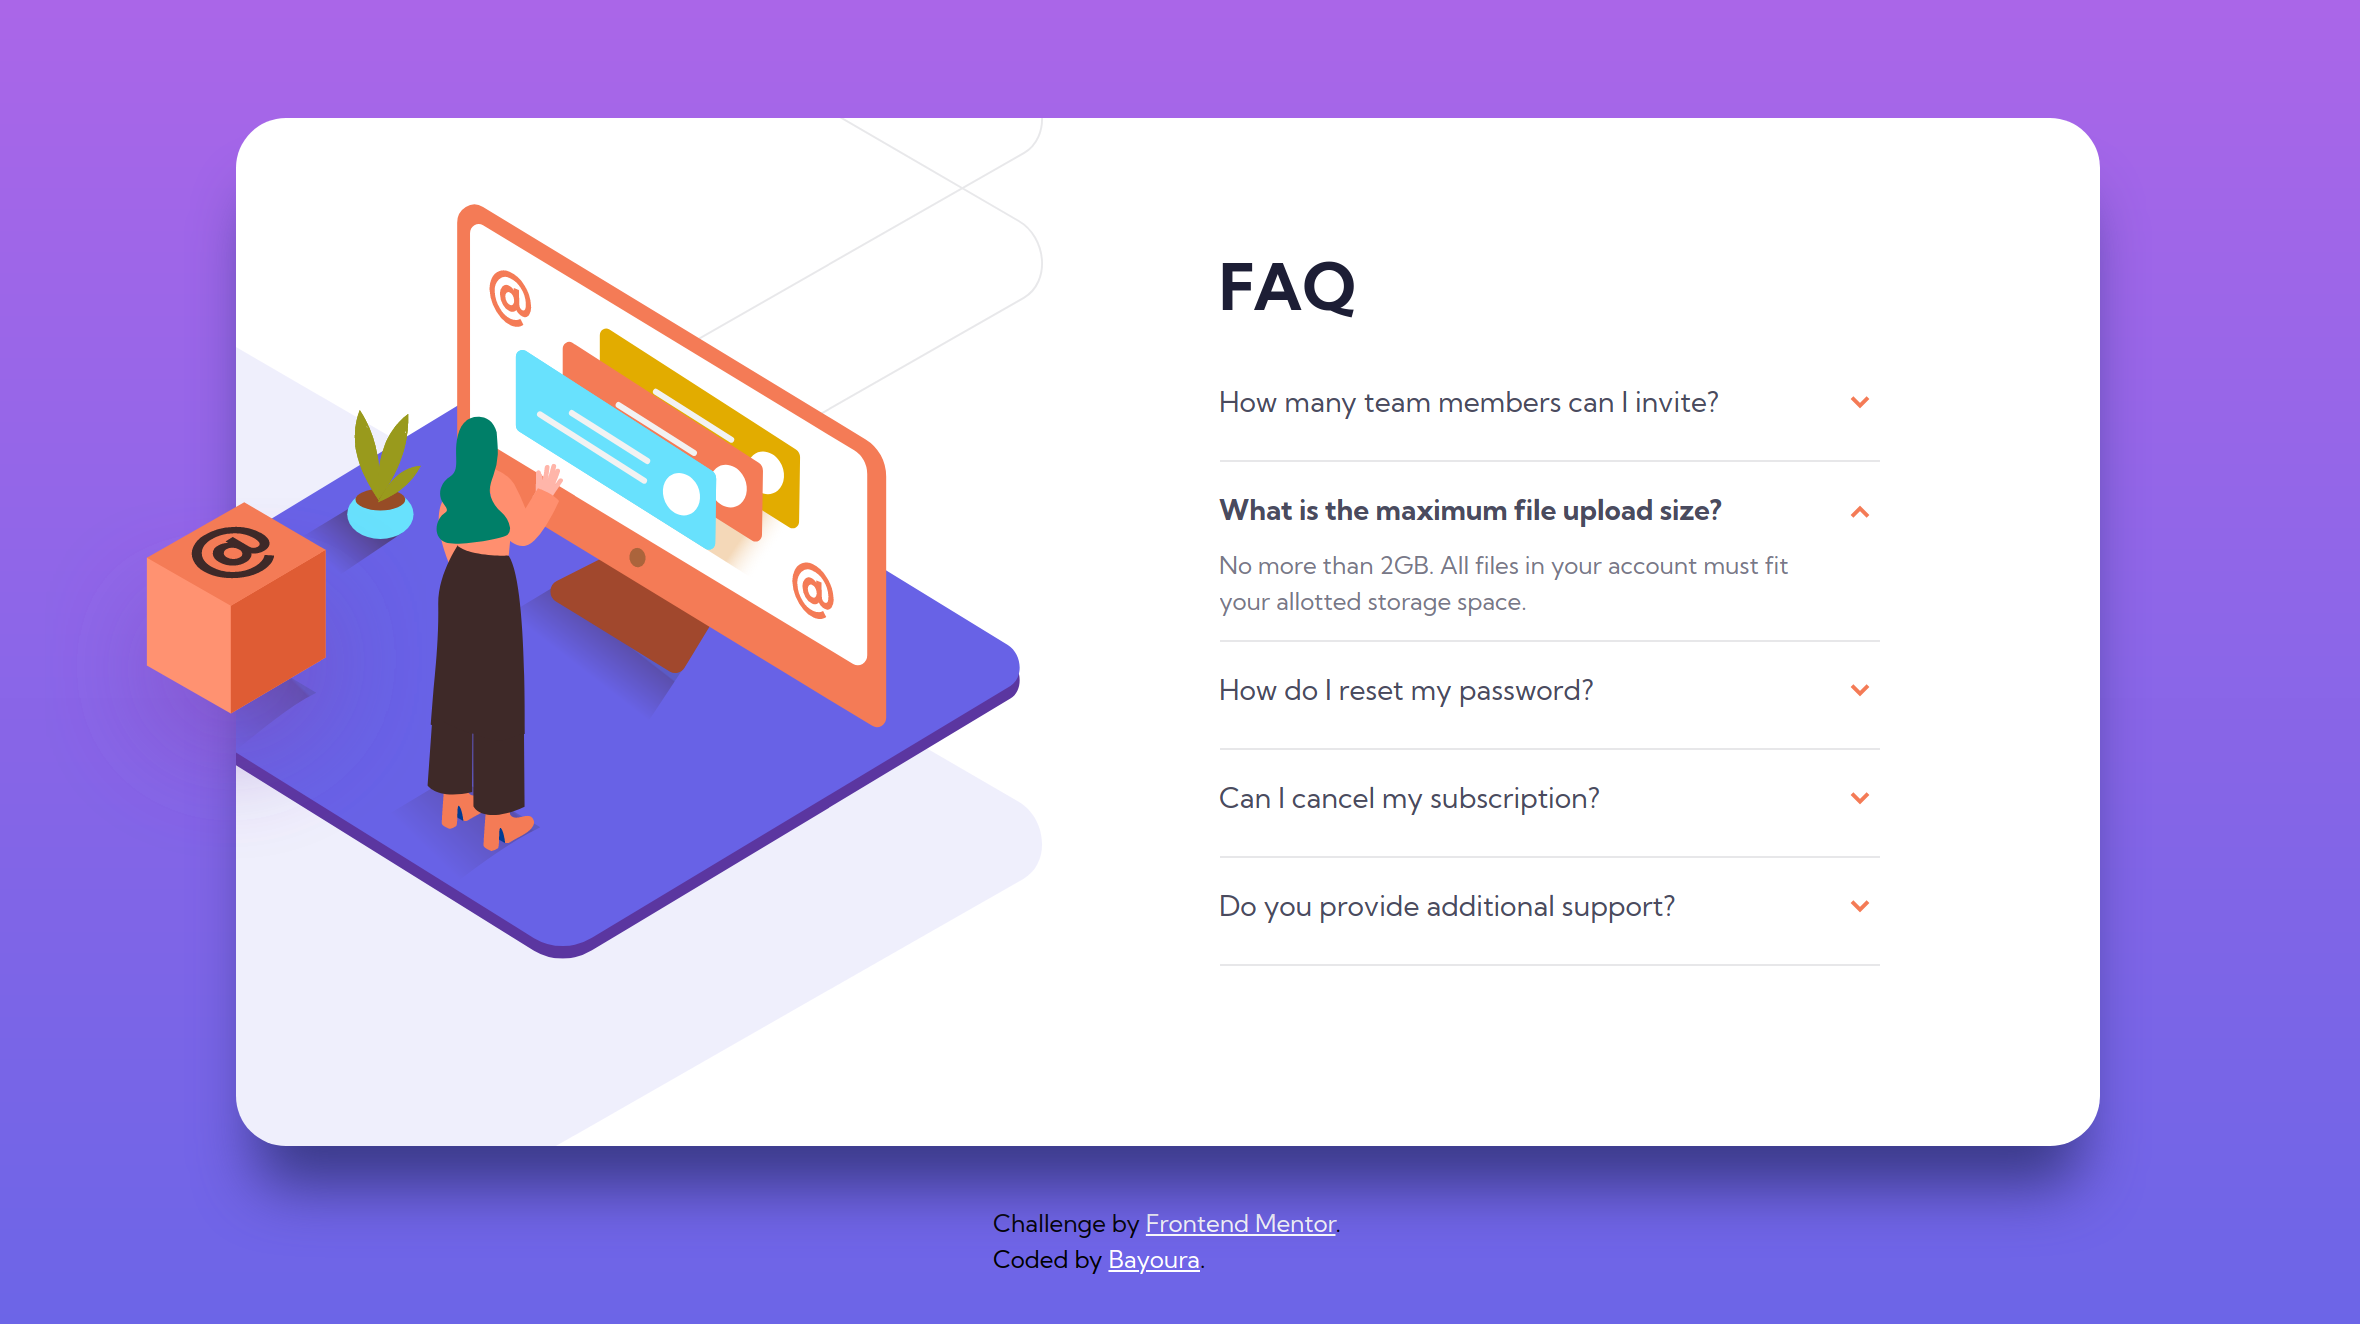 @
@
@
FAQ
How many team members can I invite?
What is the maximum file upload size?
No more than 2GB. All files in your account must fit
your allotted storage space.
How do I reset my password?
Can I cancel my subscription?
Do you provide additional support?
Challenge by Frontend Mentor.
Coded by Bayoura.